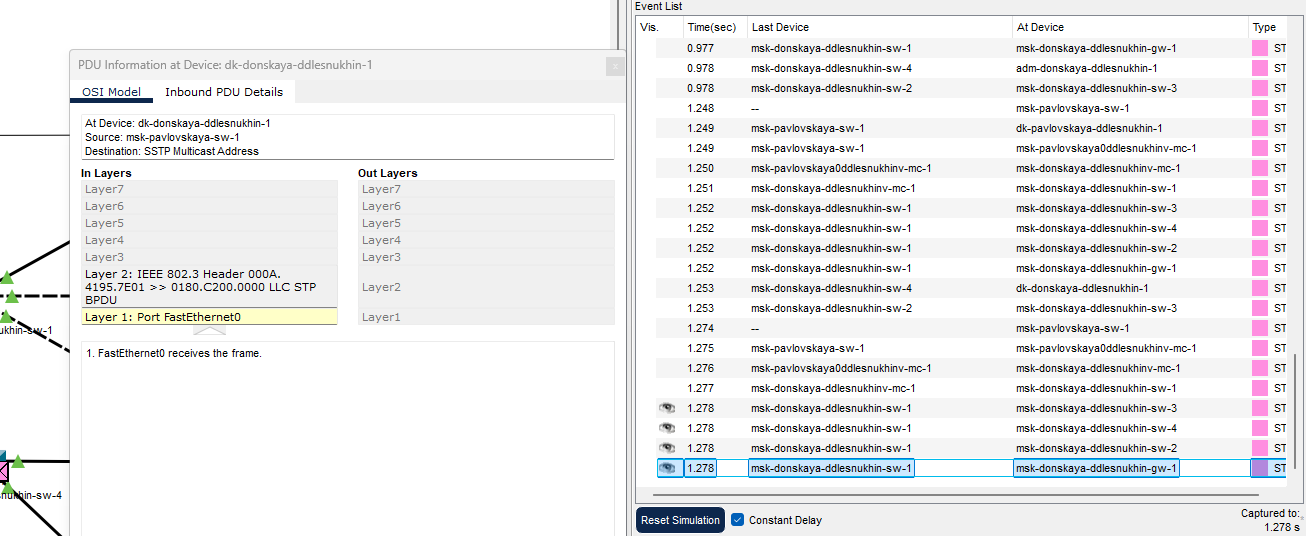 ukhin-sw-1
nukhin-sw-4
PDU Information at Device: dk-donskaya-ddlesnukhin-1
x
OSI Model
Inbound PDU Details
At Device: dk-donskaya-ddlesnukhin-1
Source: msk-pavlovskaya-sw-1
Destination: SSTP Multicast Address
In Layers
Layer7
Layer6
Layer5
Layer4
Layer3
Layer 2: IEEE 802.3 Header 000A.
4195.7E01 >> 0180.C200.0000 LLC STP
BPDU
Layer 1: Port FastEthernet0
Out Layers
Layer7
Layer6
Layer5
Layer4
Layer3
Layer2
Layer1
1. FastEthernet0 receives the frame.
Event List
Vis. Time(sec) Last Device At Device Type
0.977 msk-donskaya-ddlesnukhin-sw-1 msk-donskaya-ddlesnukhin-gw-1 ST
0.978 msk-donskaya-ddlesnukhin-sw-4 adm-donskaya-ddlesnukhin-1 ST
0.978 msk-donskaya-ddlesnukhin-sw-2 msk-donskaya-ddlesnukhin-sw-3 ST
1.248 -- msk-pavlovskaya-sw-1 ST
1.249 msk-pavlovskaya-sw-1 dk-pavlovskaya-ddlesnukhin-1 ST
1.249 msk-pavlovskaya-sw-1 msk-pavlovskaya0ddlesnukhinv-mc-1 ST
1.250 msk-pavlovskaya0ddlesnukhinv-mc-1 msk-donskaya-ddlesnukhinv-mc-1 ST
1.251 msk-donskaya-ddlesnukhinv-mc-1 msk-donskaya-ddlesnukhin-sw-1 ST
1.252 msk-donskaya-ddlesnukhin-sw-1 msk-donskaya-ddlesnukhin-sw-3 ST
1.252 msk-donskaya-ddlesnukhin-sw-1 msk-donskaya-ddlesnukhin-sw-4 ST
1.252 msk-donskaya-ddlesnukhin-sw-1 msk-donskaya-ddlesnukhin-sw-2 ST
1.252 msk-donskaya-ddlesnukhin-sw-1 msk-donskaya-ddlesnukhin-gw-1 ST
1.253 msk-donskaya-ddlesnukhin-sw-4 dk-donskaya-ddlesnukhin-1 ST
1.253 msk-donskaya-ddlesnukhin-sw-2 msk-donskaya-ddlesnukhin-sw-3 ST
1.274 -- msk-pavlovskaya-sw-1 ST
1.275 msk-pavlovskaya-sw-1 msk-pavlovskaya0ddlesnukhinv-mc-1 ST
1.276 msk-pavlovskaya0ddlesnukhinv-mc-1 msk-donskaya-ddlesnukhinv-mc-1 ST
1.277 msk-donskaya-ddlesnukhinv-mc-1 msk-donskaya-ddlesnukhin-sw-1 ST
1.278 msk-donskaya-ddlesnukhin-sw-1 msk-donskaya-ddlesnukhin-sw-3 ST
1.278 msk-donskaya-ddlesnukhin-sw-1 msk-donskaya-ddlesnukhin-sw-4 ST
1.278 msk-donskaya-ddlesnukhin-sw-1 msk-donskaya-ddlesnukhin-sw-2 ST
1.278 msk-donskaya-ddlesnukhin-sw-1 msk-donskaya-ddlesnukhin-gw-1 ST
Reset Simulation
Constant Delay
Captured to:
1.278 s